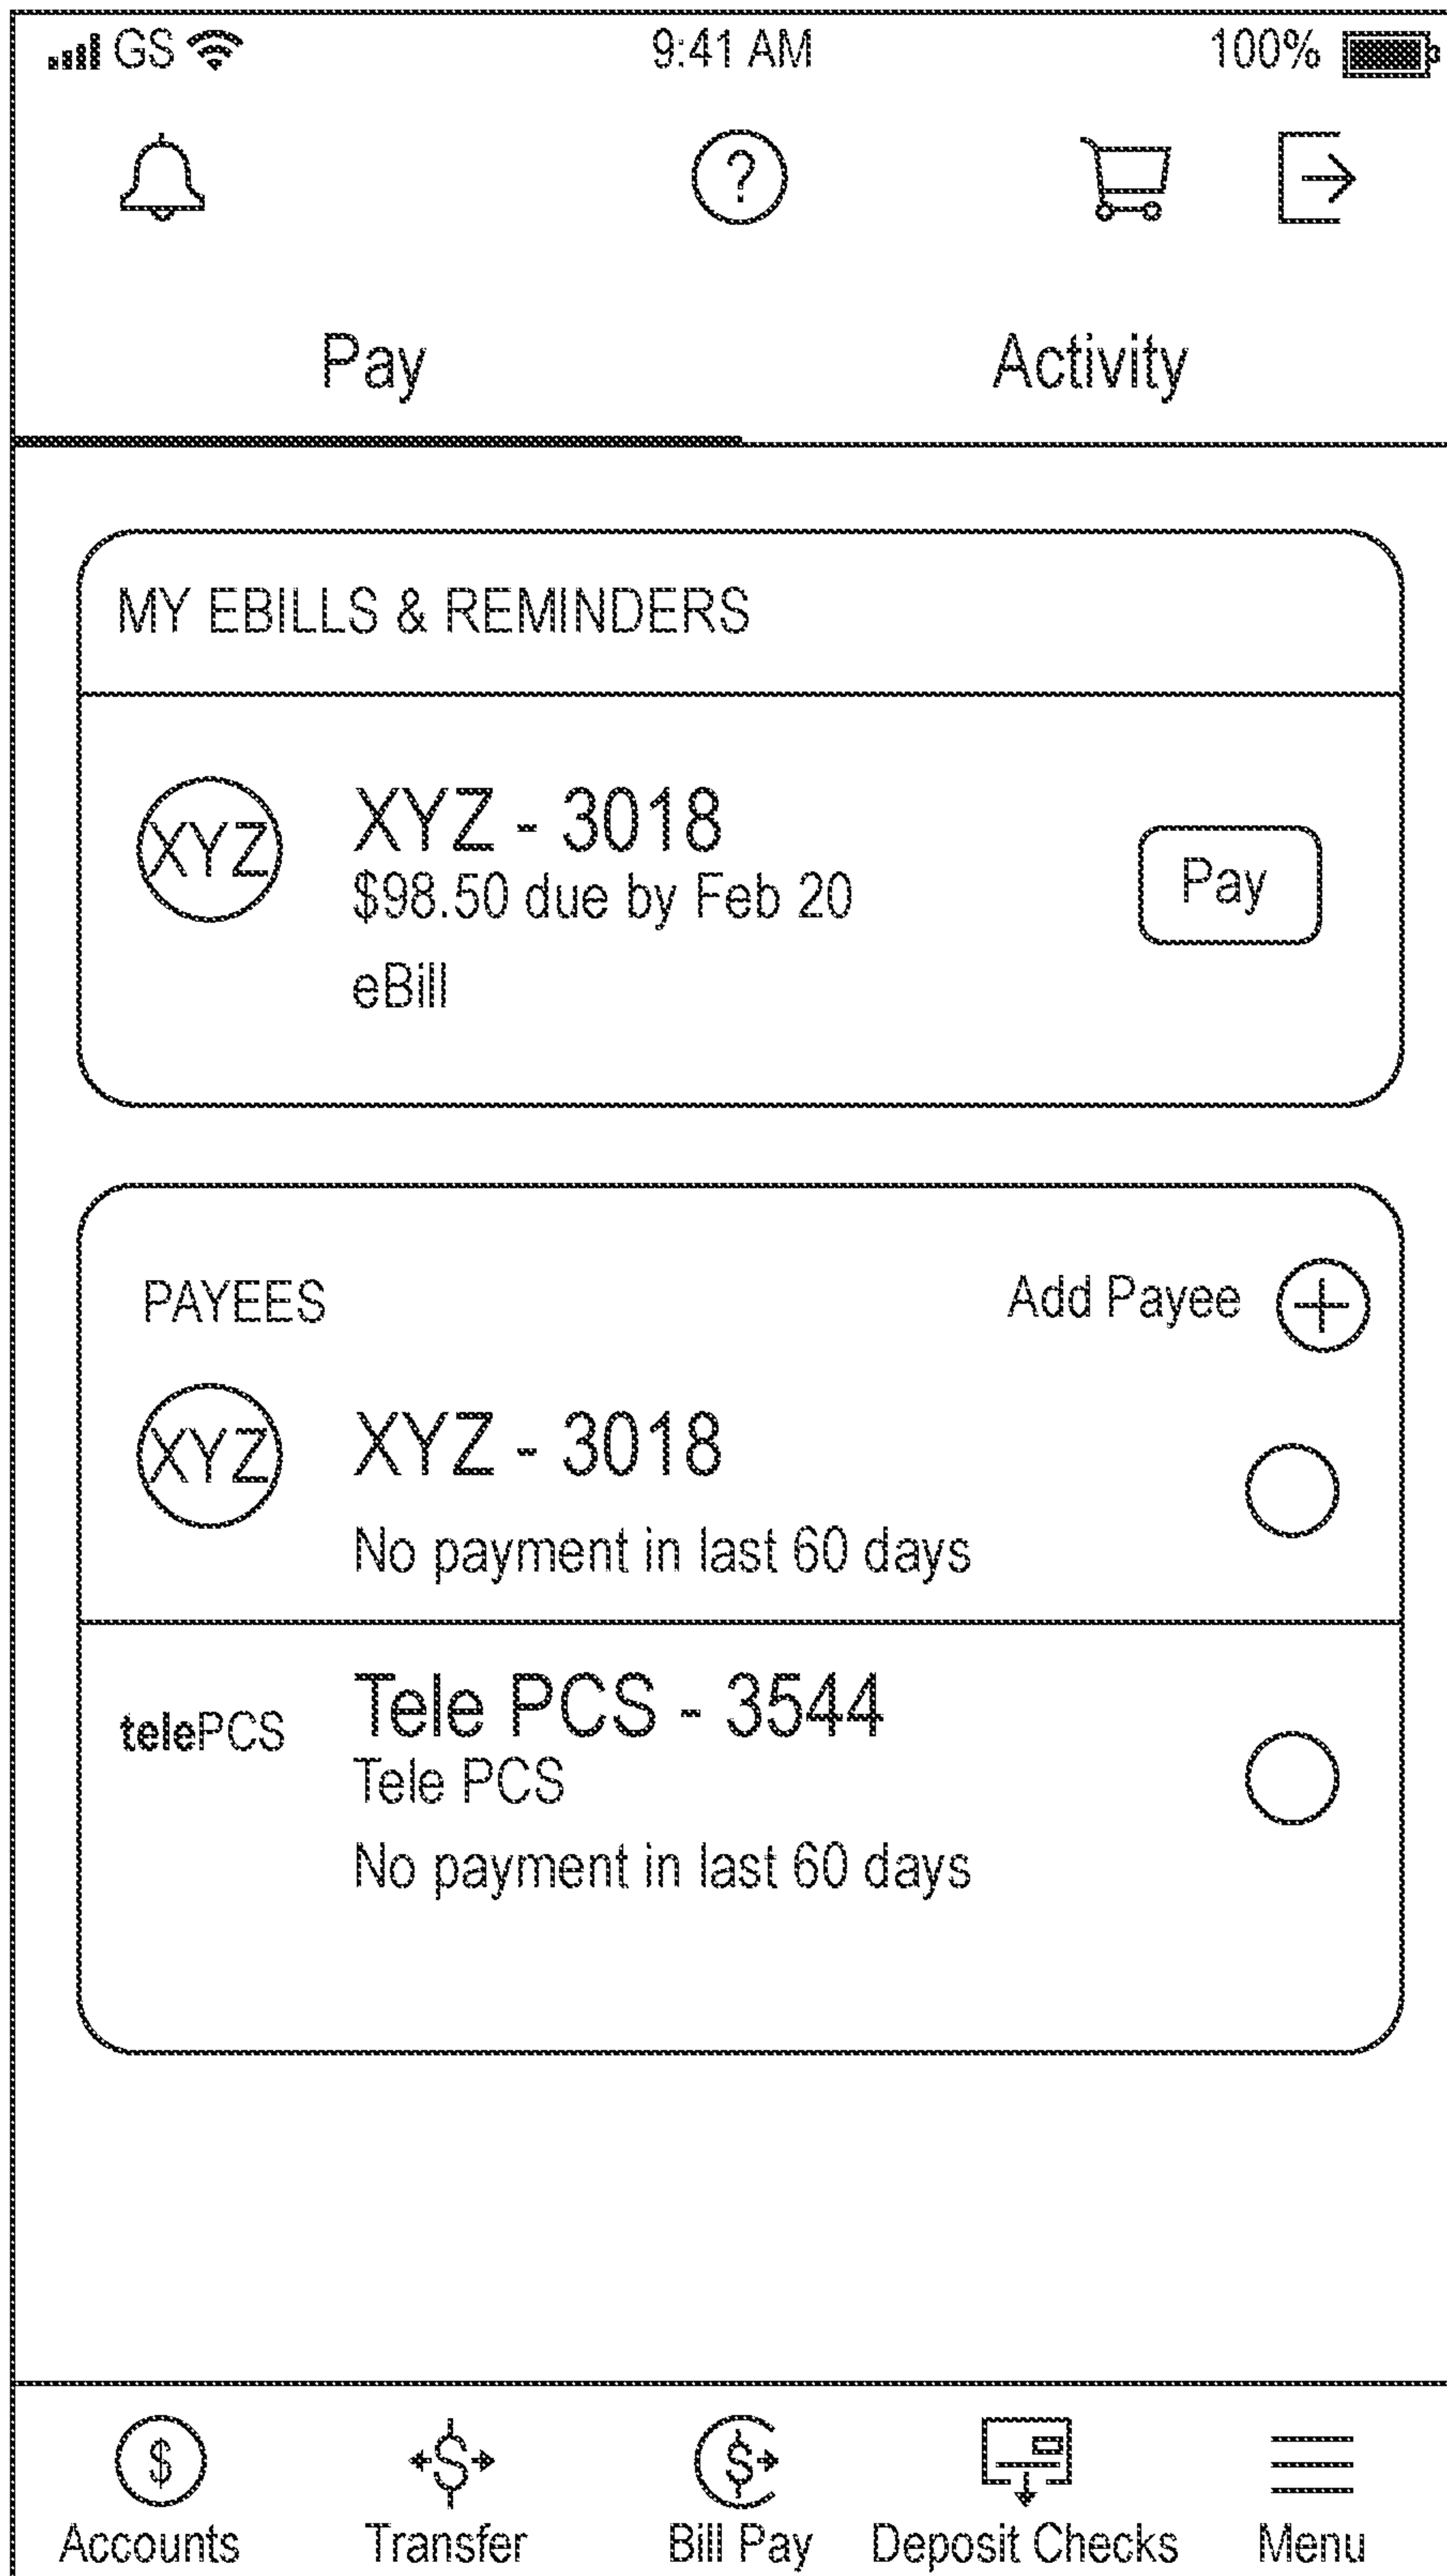 GS 9:41 AM 100%
?
Pay Activity
MY EBILLS & REMINDERS
XYZ XYZ - 3018
$98.50 due by Feb 20 Pay
eBill
PAYEES Add Payee +
XYZ XYZ - 3018
No payment in last 60 days
telePCS Tele PCS - 3544
Tele PCS
No payment in last 60 days
$ $ $
Accounts Transfer Bill Pay Deposit Checks Menu